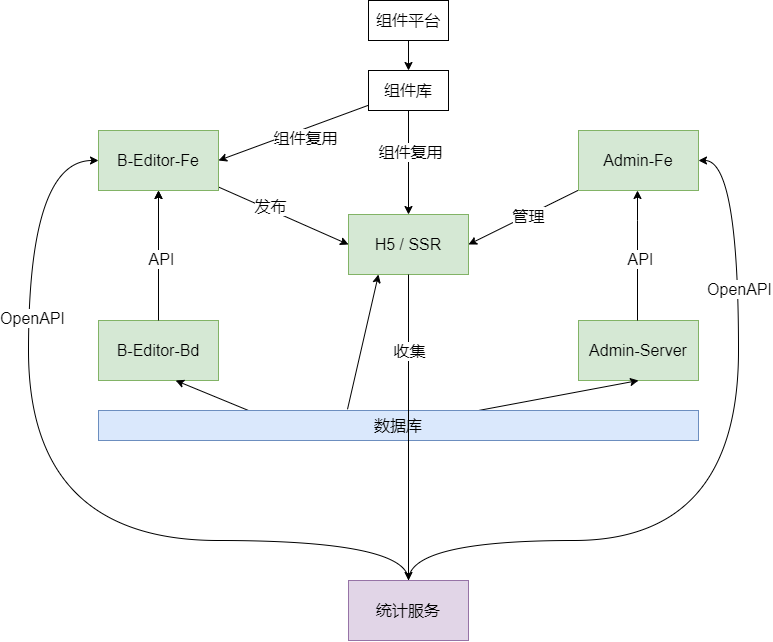 组件平台
组件库
组件复用
组件复用
B-Editor-Fe
Admin-Fe
发布
管理
H5 / SSR
API
API
OpenAPI
OpenAPI
B-Editor-Bd
收集
Admin-Server
数据库
统计服务